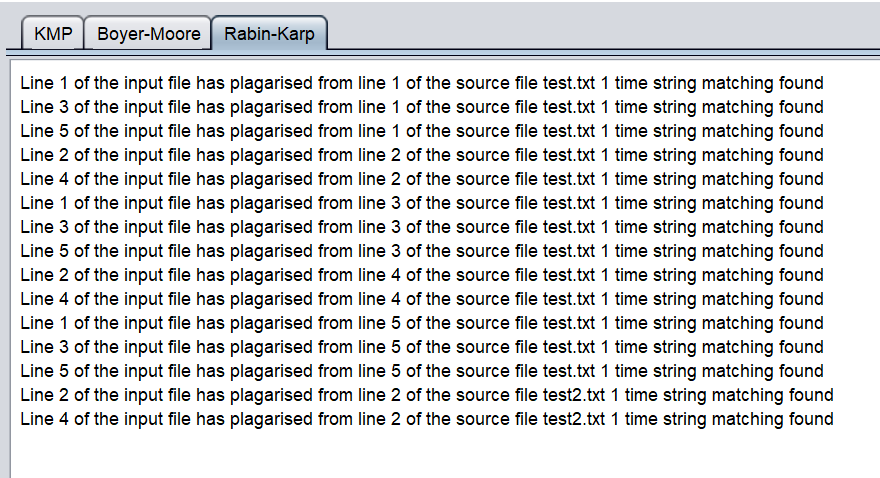 KMP Boyer-Moore Rabin-Karp
Line 1 of the input file has plagarised from line 1 of the source file test.txt 1 time string matching found
Line 3 of the input file has plagarised from line 1 of the source file test.txt 1 time string matching found
Line 5 of the input file has plagarised from line 1 of the source file test.txt 1 time string matching found
Line 2 of the input file has plagarised from line 2 of the source file test.txt 1 time string matching found
Line 4 of the input file has plagarised from line 2 of the source file test.txt 1 time string matching found
Line 1 of the input file has plagarised from line 3 of the source file test.txt 1 time string matching found
Line 3 of the input file has plagarised from line 3 of the source file test.txt 1 time string matching found
Line 5 of the input file has plagarised from line 3 of the source file test.txt 1 time string matching found
Line 2 of the input file has plagarised from line 4 of the source file test.txt 1 time string matching found
Line 4 of the input file has plagarised from line 4 of the source file test.txt 1 time string matching found
Line 1 of the input file has plagarised from line 5 of the source file test.txt 1 time string matching found
Line 3 of the input file has plagarised from line 5 of the source file test.txt 1 time string matching found
Line 5 of the input file has plagarised from line 5 of the source file test.txt 1 time string matching found
Line 2 of the input file has plagarised from line 2 of the source file test2.txt 1 time string matching found
Line 4 of the input file has plagarised from line 2 of the source file test2.txt 1 time string matching found